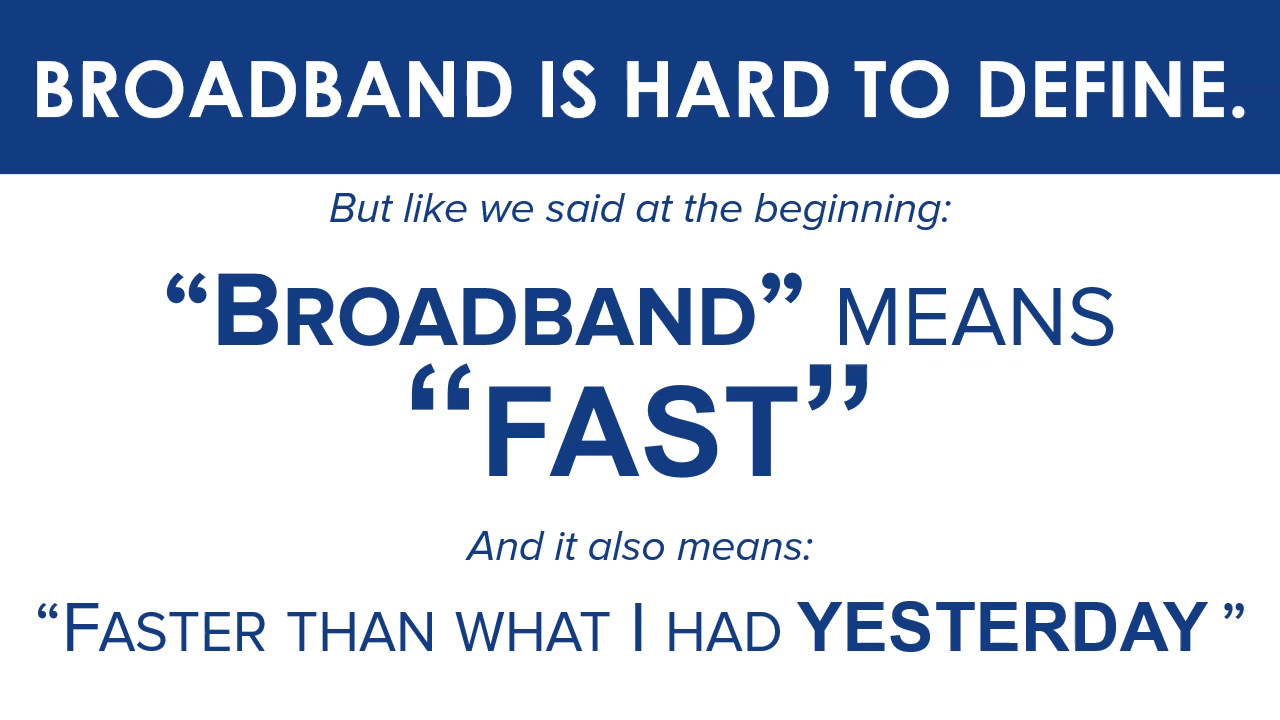 BROADBAND IS HARD TO DEFINE.
But like we said at the beginning:
“BROADBAND” MEANS
“FAST”
And it also means:
“FASTER THAN WHAT I HAD YESTERDAY ”